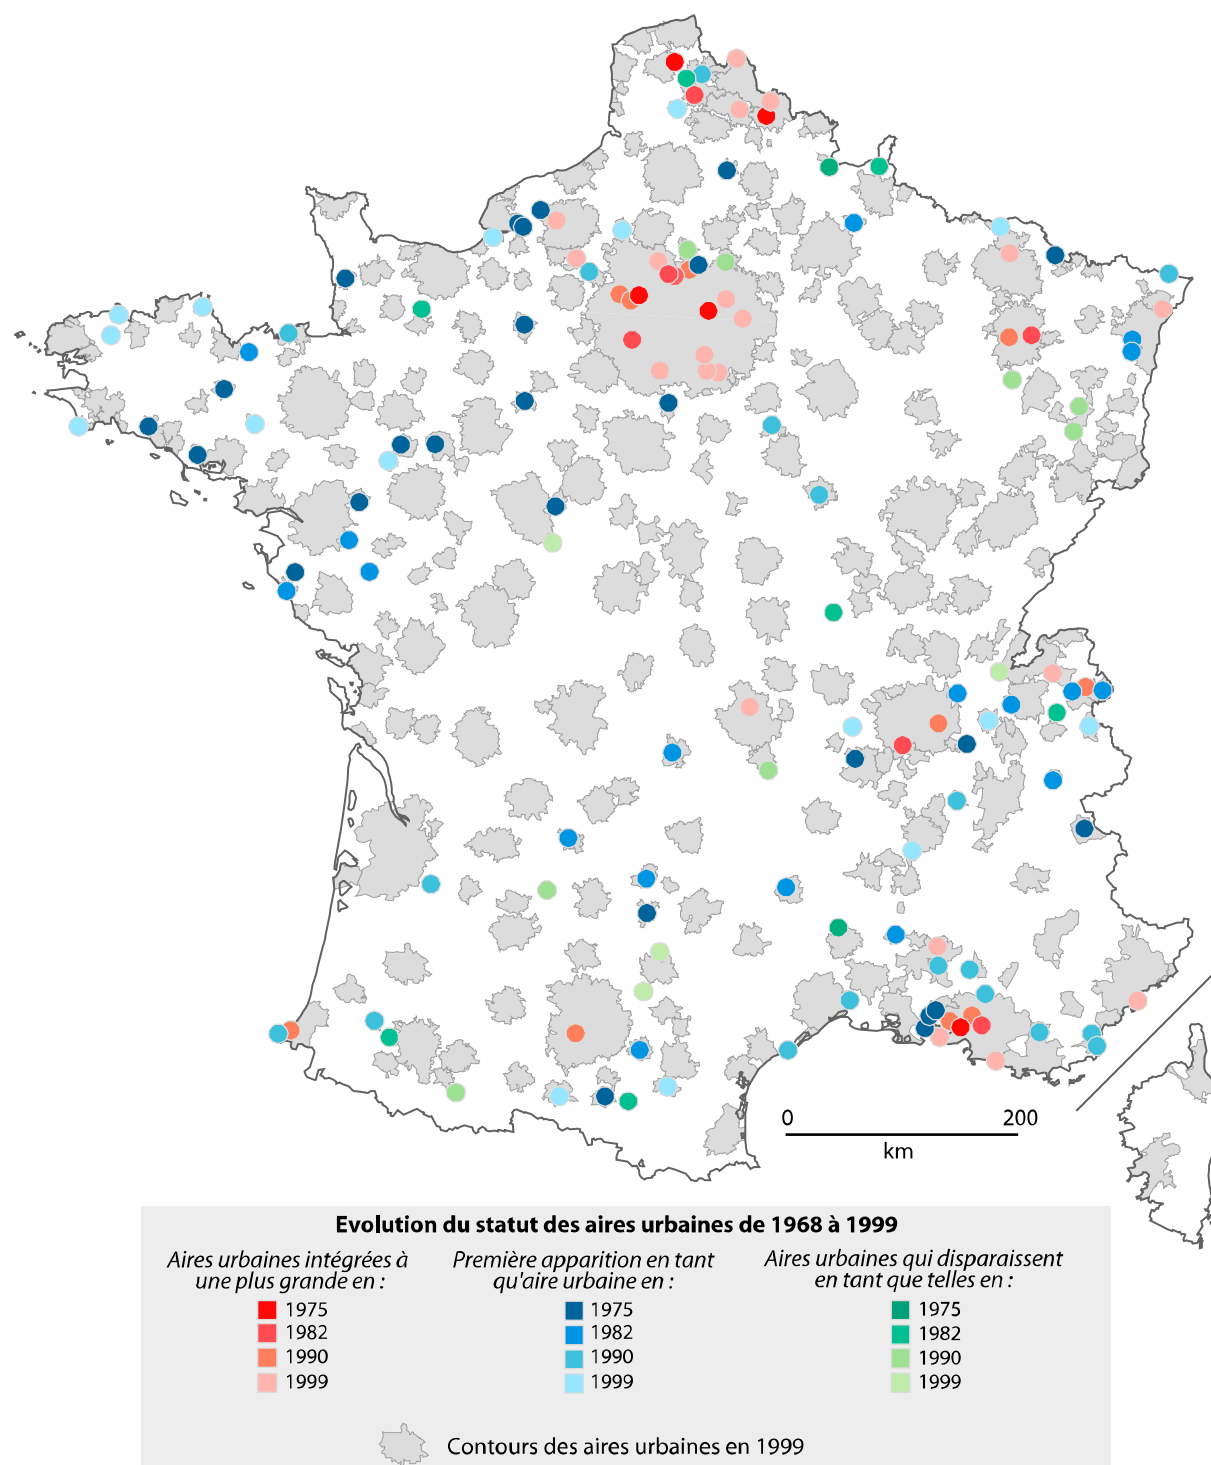 0 200
km
Evolution du statut des aires urbaines de 1968 à 1999
Aires urbaines intégrées à
une plus grande en :
1975
1982
1990
1999
Première apparition en tant
qu'aire urbaine en :
1975
1982
1990
1999
Aires urbaines qui disparaissent
en tant que telles en :
1975
1982
1990
1999
Contours des aires urbaines en 1999